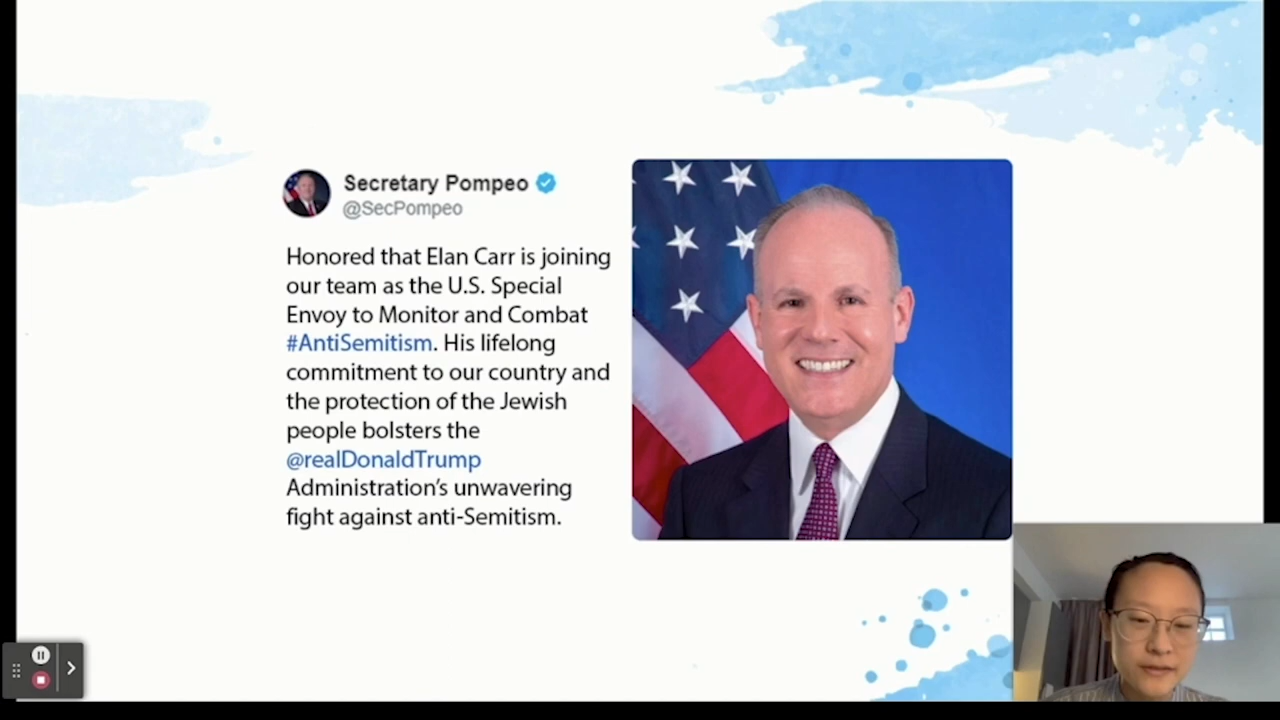 Secretary Pompeo
@SecPompeo
Honored that Elan Carr is joining
our team as the U.S. Special
Envoy to Monitor and Combat
#AntiSemitism. His lifelong
commitment to our country and
the protection of the Jewish
people bolsters the
@realDonaldTrump
Administration’s unwavering
fight against anti-Semitism.